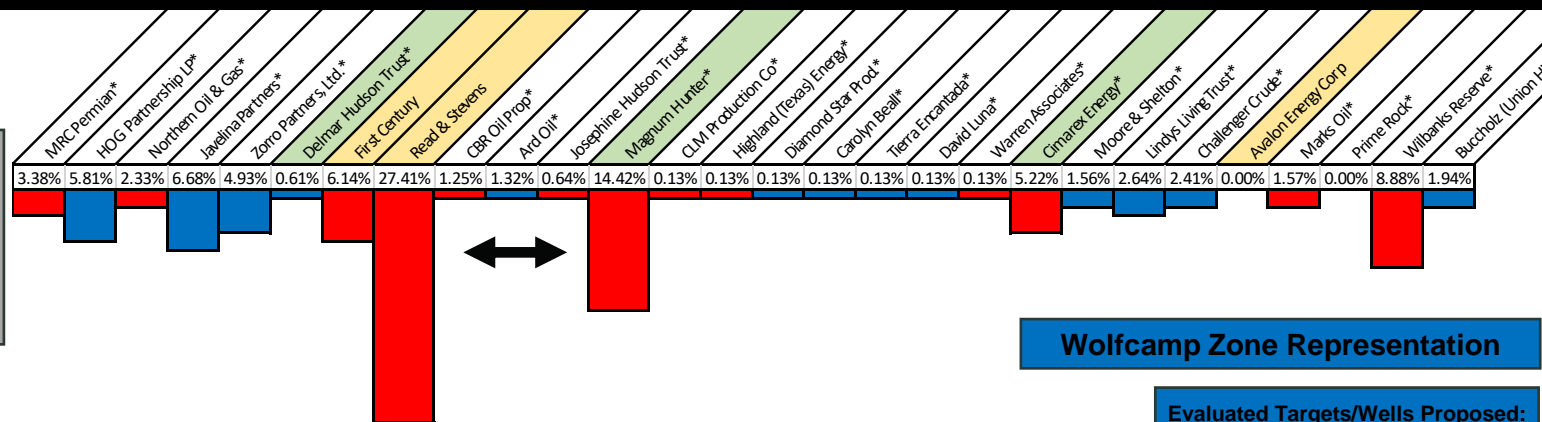 MRC Permian*
HOG Partnership LP*
Northern Oil & Gas*
Javelina Partners*
Zorro Partners, Ltd.*
Delmar Hudson Trust*
First Century
Read & Stevens
CBR Oil Prop*
Ard Oil*
Josephine Hudson Trust*
Magnum Hunter*
CLM Production Co*
Highland (Texas) Energy*
Diamond Star Prod.*
Carolyn Beall*
Tierra Encantada*
David Luna*
Warren Associates*
Cimarex Energy*
Moore & Shelton*
Lindys Living Trust*
Challenger Crude*
Avalon Energy Corp
Marks Oil*
Prime Rock*
Wilbanks Reserve*
Buccholz (Union
3.38% 5.81% 2.33% 6.68% 4.93% 0.61% 6.14% 27.41% 1.25% 1.32% 0.64% 14.42% 0.13% 0.13% 0.13% 0.13% 0.13% 0.13% 0.13% 5.22% 1.56% 2.64% 2.41% 0.00% 1.57% 0.00% 8.88% 1.94%
Wolfcamp Zone Representation
Evaluated Targets/Wells Proposed: